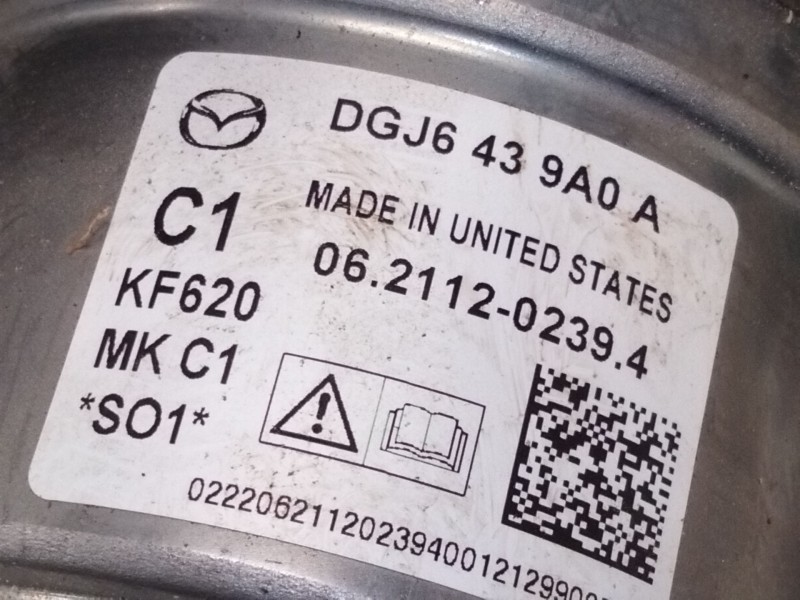 DGJ6 43 9A0 A
C1
MADE IN UNITED STATES
KF620
06.2112-0239.4
MK C1
*SO1*